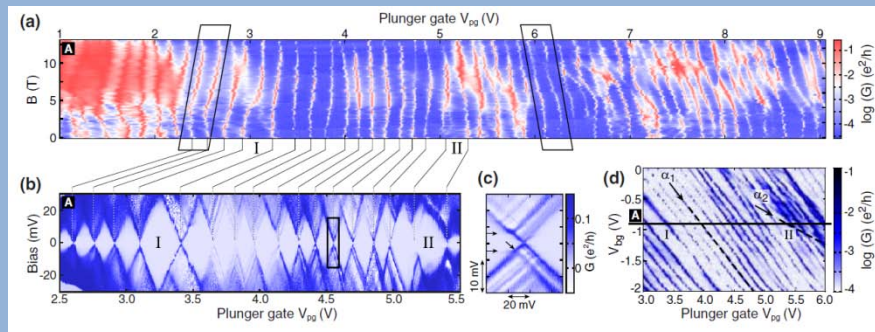 (a)
Plunger gate Vpg (V)
1 2 3 4 5 6 7 8 9
A
B (T)
10
5
0
I II
log (G) (e²/h)
-1
-2
-3
-4
(b)
A
Bias (mV)
20
0
-20
I II
2.5 3.0 3.5 4.0 4.5 5.0 5.5
Plunger gate Vpg (V)
G (e²/h)
0.1
0
(c)
10 mV
20 mV
(d)
α1
α2
A
I II
Vbg (V)
0
-0.5
-1
-1.5
-2
3.0 3.5 4.0 4.5 5.0 5.5 6.0
Plunger gate Vpg (V)
log (G) (e²/h)
-1
-2
-3
-4